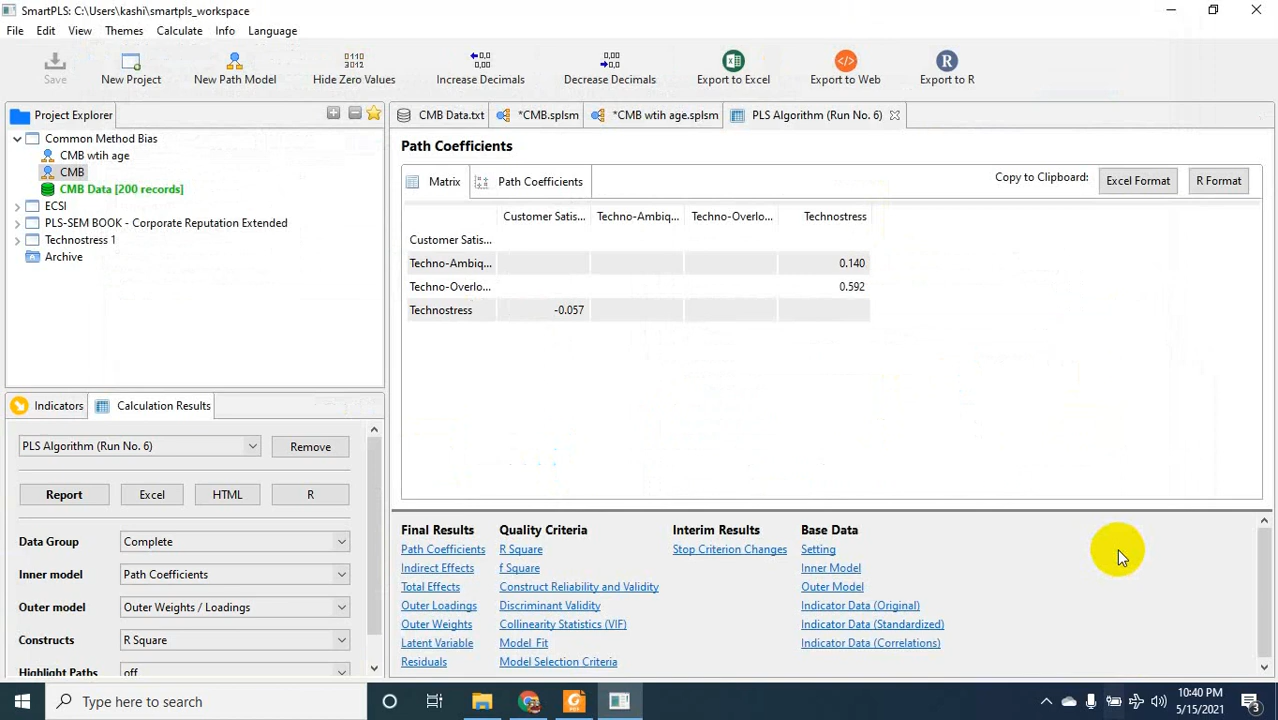 SmartPLS: C:\Users\kashi\smartpls_workspace
File Edit View Themes Calculate Info Language
Save New Project New Path Model Hide Zero Values Increase Decimals Decrease Decimals Export to Excel Export to Web Export to R
Project Explorer
Common Method Bias
CMB wtih age
CMB
CMB Data [200 records]
ECSI
PLS-SEM BOOK - Corporate Reputation Extended
Technostress 1
Archive
CMB Data.txt *CMB.splsm *CMB wtih age.splsm PLS Algorithm (Run No. 6)
Path Coefficients
Matrix Path Coefficients Copy to Clipboard: Excel Format R Format
Customer Satis... Techno-Ambiq... Techno-Overlo... Technostress
Customer Satis...
Techno-Ambiq... 0.140
Techno-Overlo... 0.592
Technostress -0.057
Indicators Calculation Results
PLS Algorithm (Run No. 6) Remove
Report Excel HTML R
Data Group Complete
Inner model Path Coefficients
Outer model Outer Weights / Loadings
Constructs R Square
Highlight Paths off
Final Results Quality Criteria Interim Results Base Data
Path Coefficients R Square Stop Criterion Changes Setting
Indirect Effects f Square Inner Model
Total Effects Construct Reliability and Validity Outer Model
Outer Loadings Discriminant Validity Indicator Data (Original)
Outer Weights Collinearity Statistics (VIF) Indicator Data (Standardized)
Latent Variable Model_Fit Indicator Data (Correlations)
Residuals Model Selection Criteria
Type here to search
10:40 PM
5/15/2021
3